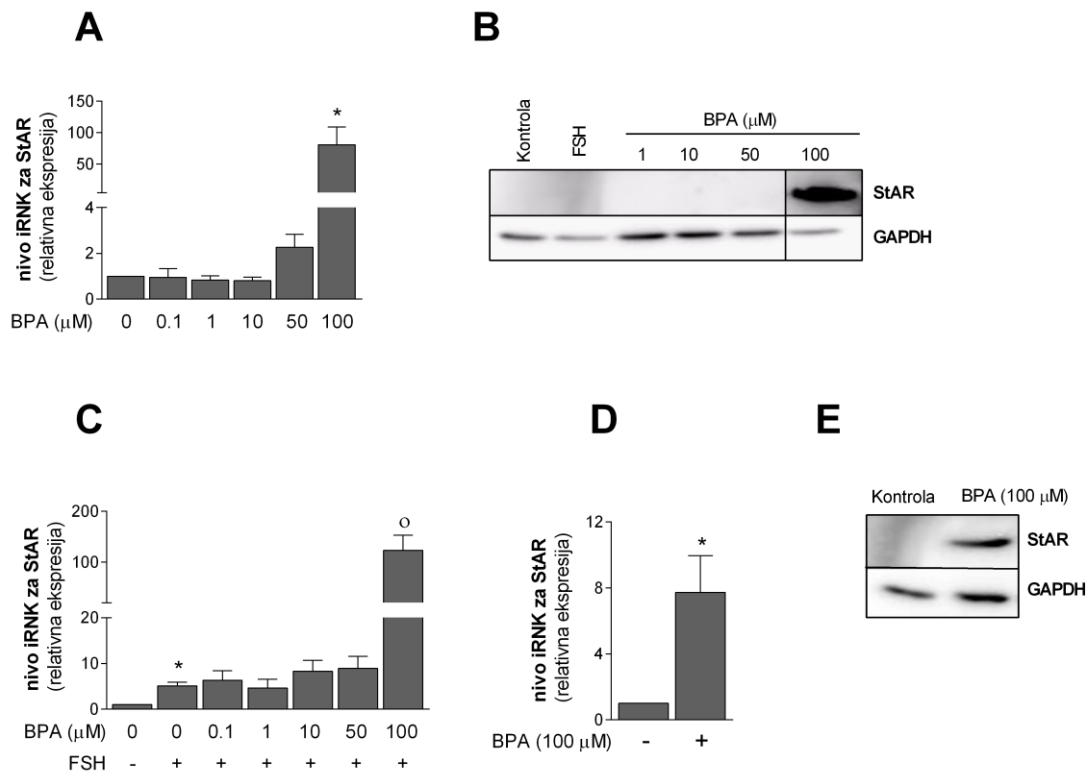 A
nivo iRNK za StAR
(relativna ekspresija)
150
100
50
4
2
1
0
*
BPA (μM) 0 0.1 1 10 50 100
B
Kontrola
FSH
BPA (μM)
1 10 50 100
StAR
GAPDH
C
nivo iRNK za StAR
(relativna ekspresija)
200
100
20
10
0
*
o
BPA (μM) 0 0 0.1 1 10 50 100
FSH - + + + + + +
D
nivo iRNK za StAR
(relativna ekspresija)
12
8
4
0
*
BPA (100 μM) - +
E
Kontrola BPA (100 μM)
StAR
GAPDH